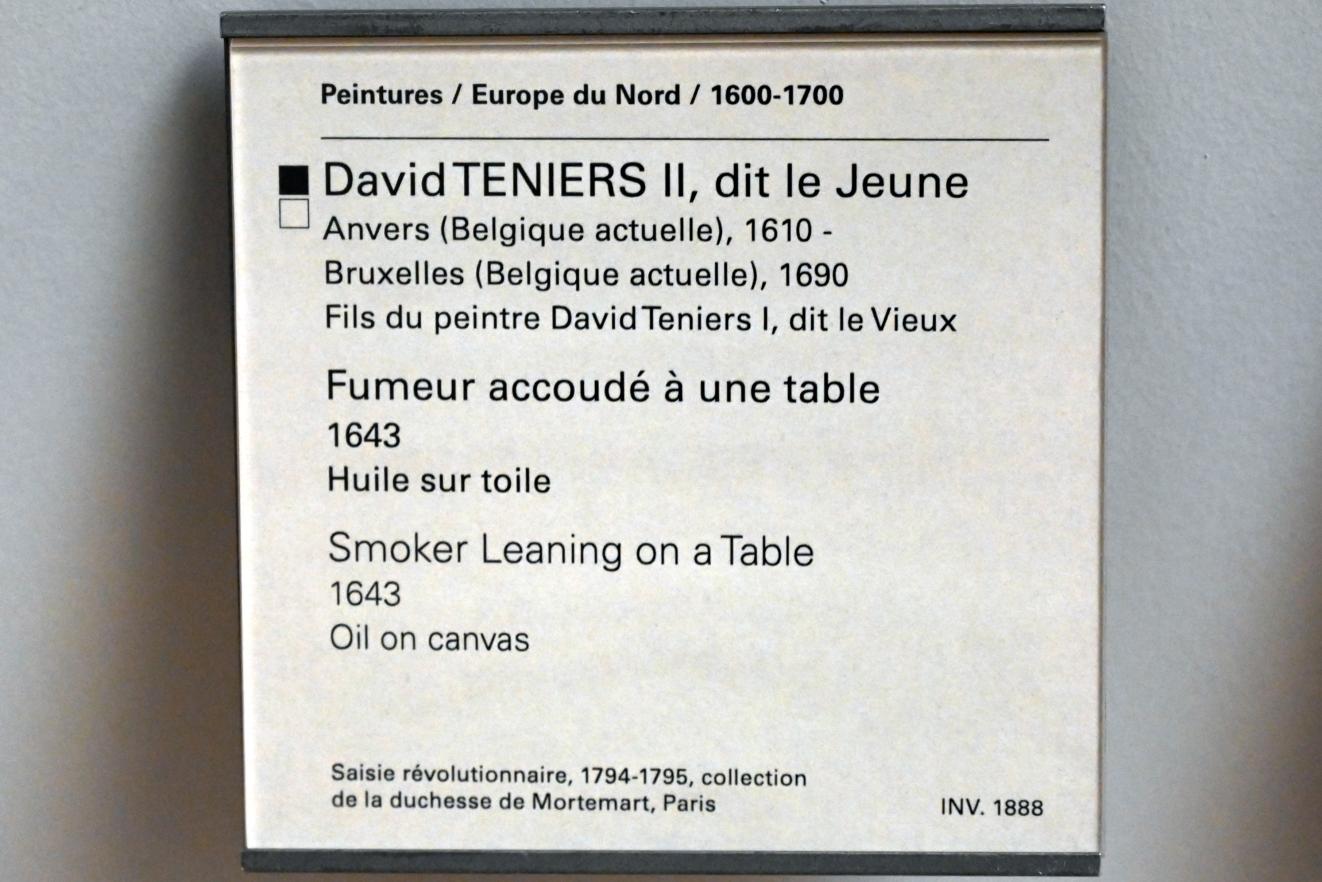 Peintures / Europe du Nord / 1600-1700
David TENIERS II, dit le Jeune
Anvers (Belgique actuelle), 1610 -
Bruxelles (Belgique actuelle), 1690
Fils du peintre David Teniers I, dit le Vieux
Fumeur accoudé à une table
1643
Huile sur toile
Smoker Leaning on a Table
1643
Oil on canvas
Saisie révolutionnaire, 1794-1795, collection
de la duchesse de Mortemart, Paris
INV. 1888